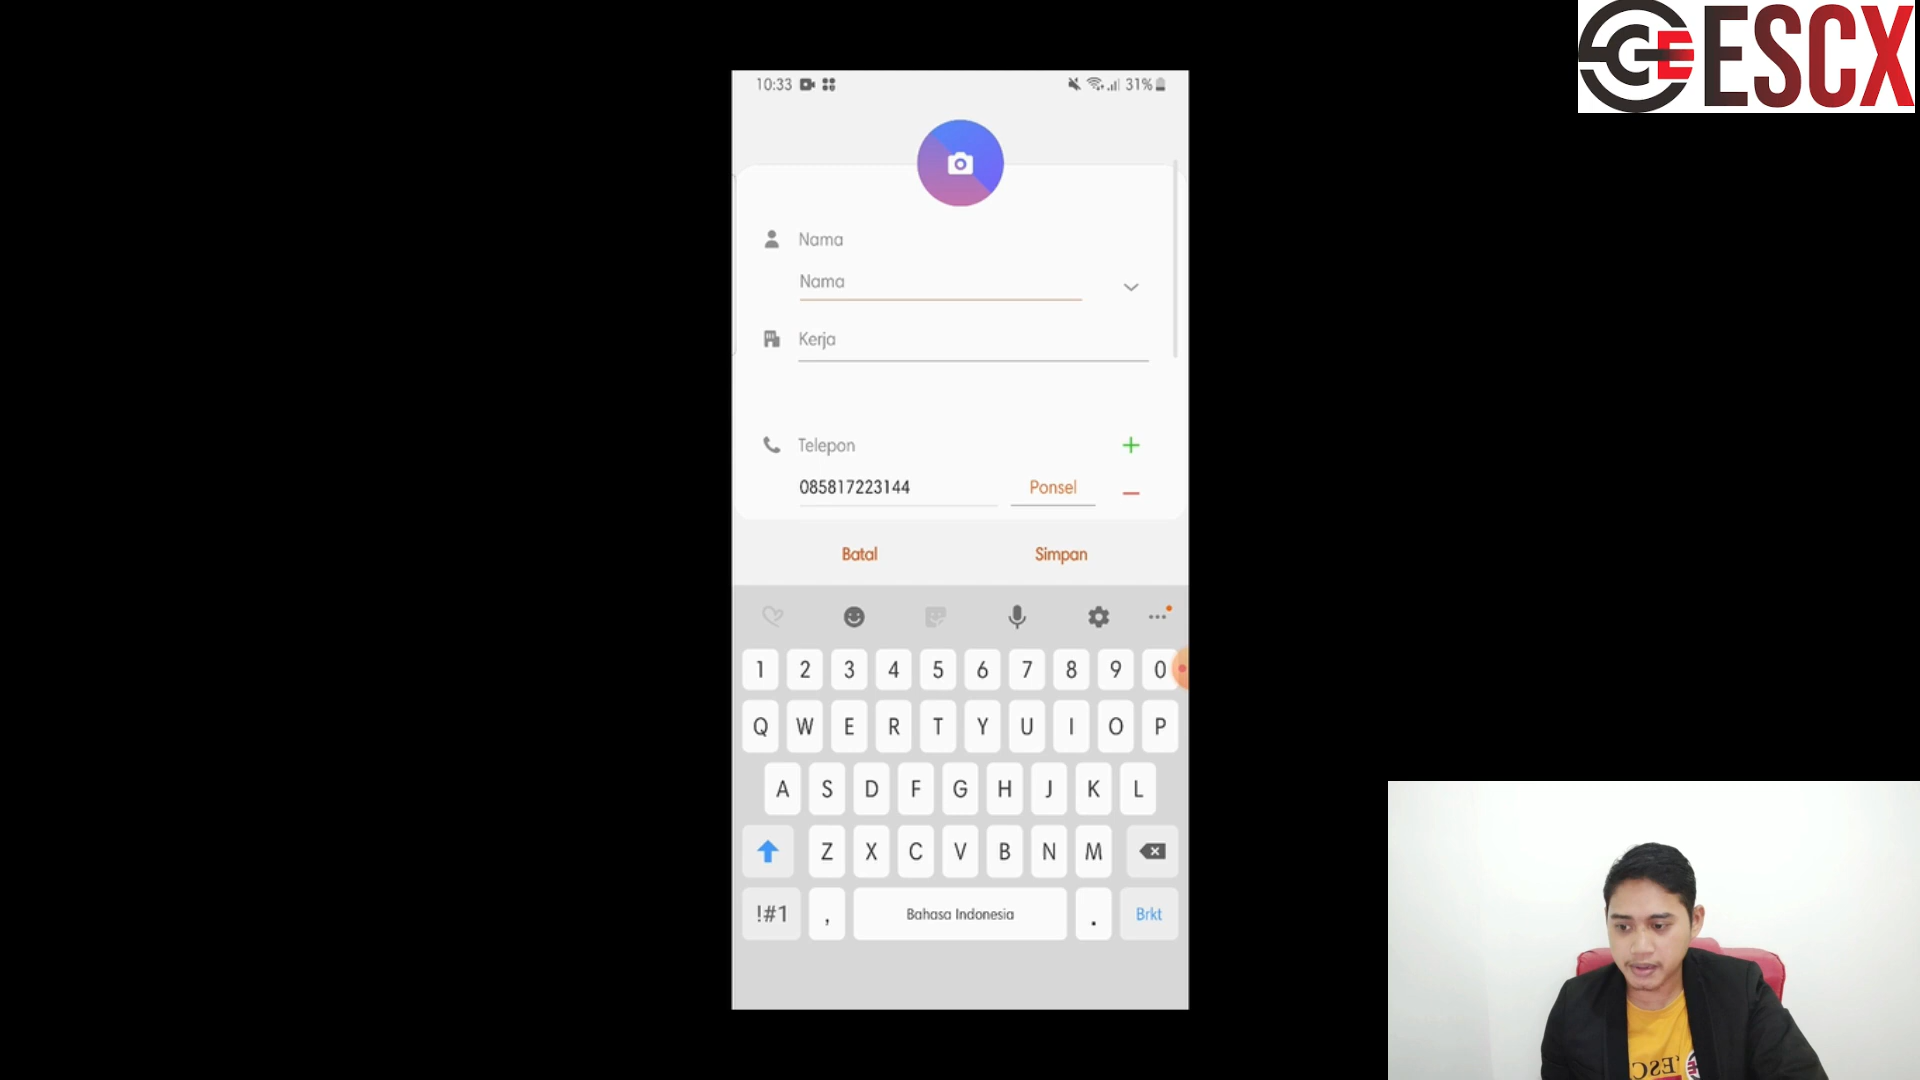 ESCX
10:33
31%
Nama
Nama
Kerja
Telepon
085817223144 Ponsel
Batal Simpan
1 2 3 4 5 6 7 8 9 0
Q W E R T Y U I O P
A S D F G H J K L
Z X C V B N M
!#1 , Bahasa Indonesia . Brkt